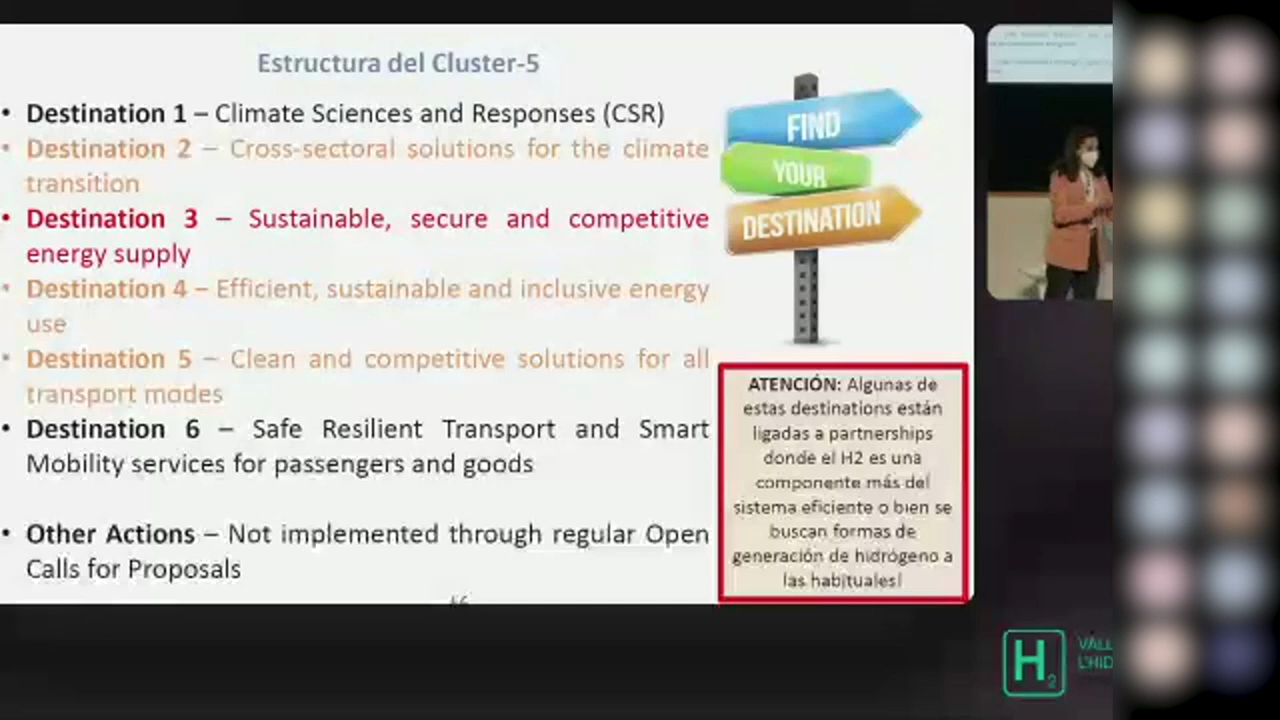 Estructura del Cluster-5
• Destination 1 – Climate Sciences and Responses (CSR)
• Destination 2 – Cross-sectoral solutions for the climate
transition
• Destination 3 – Sustainable, secure and competitive
energy supply
• Destination 4 – Efficient, sustainable and inclusive energy
use
• Destination 5 – Clean and competitive solutions for all
transport modes
• Destination 6 – Safe Resilient Transport and Smart
Mobility services for passengers and goods
• Other Actions – Not implemented through regular Open
Calls for Proposals
FIND
YOUR
DESTINATION
ATENCIÓN: Algunas de
estas destinations están
ligadas a partnerships
donde el H2 es una
componente más del
sistema eficiente o bien se
buscan formas de
generación de hidrógeno a
las habituales!
H2
VALL
L'HID